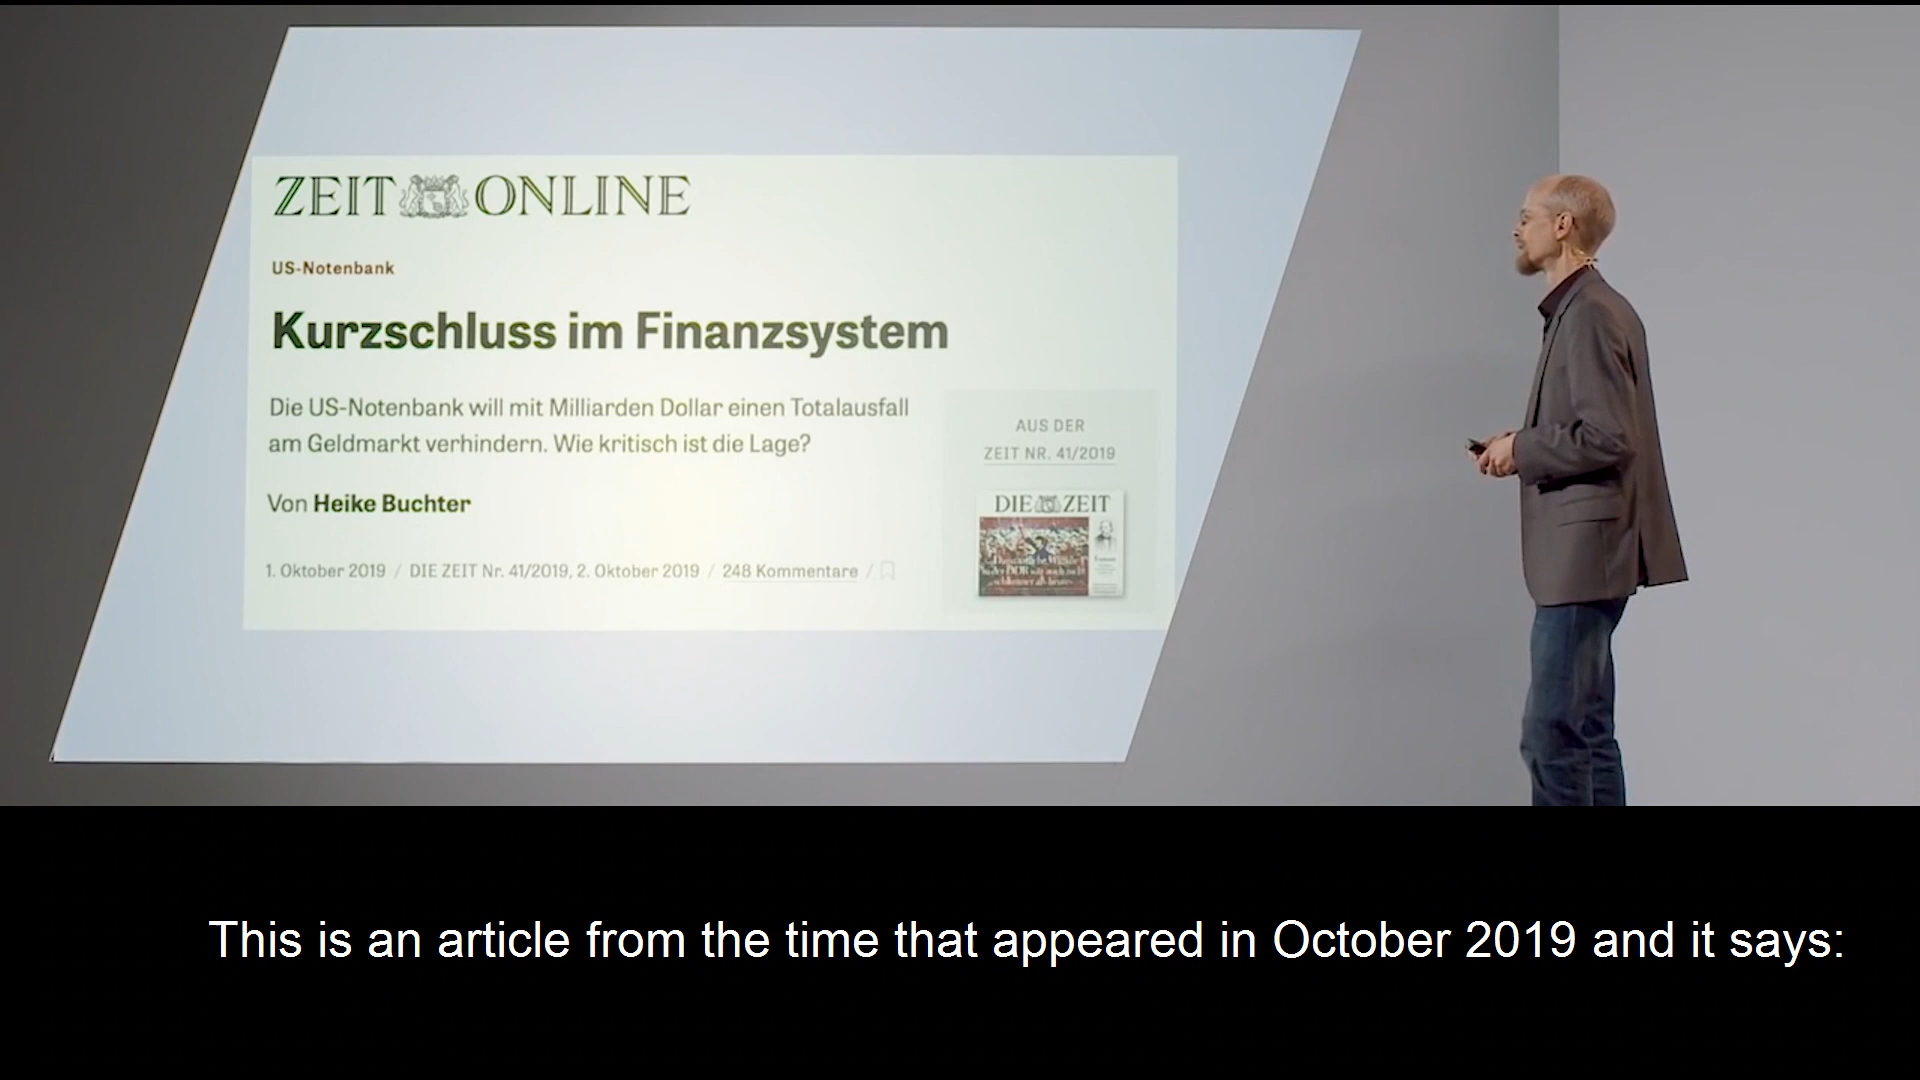 ZEIT ONLINE
US-Notenbank
Kurzschluss im Finanzsystem
Die US-Notenbank will mit Milliarden Dollar einen Totalausfall
am Geldmarkt verhindern. Wie kritisch ist die Lage?
Von Heike Buchter
1. Oktober 2019 / DIE ZEIT Nr. 41/2019, 2. Oktober 2019 / 248 Kommentare /
AUS DER
ZEIT NR. 41/2019
DIE ZEIT
This is an article from the time that appeared in October 2019 and it says: